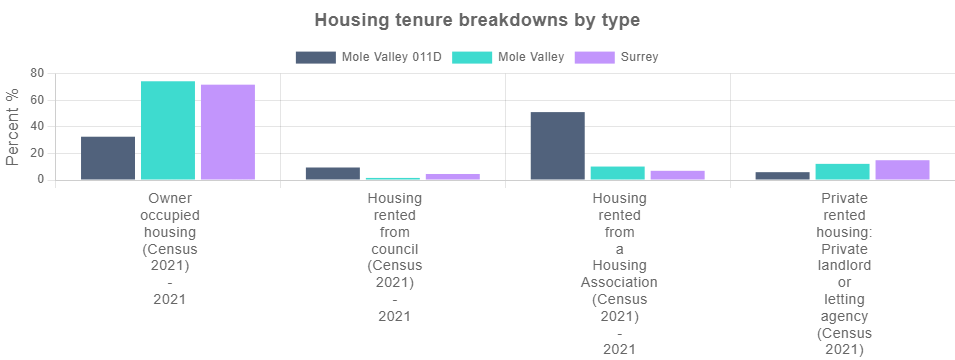 Housing tenure breakdowns by type
Mole Valley 011D
Mole Valley
Surrey
Percent %
80
60
40
20
0
Owner
occupied
housing
(Census
2021)
-
2021
Housing
rented
from
council
(Census
2021)
-
2021
Housing
rented
from
a
Housing
Association
(Census
2021)
-
2021
Private
rented
housing:
Private
landlord
or
letting
agency
(Census
2021)